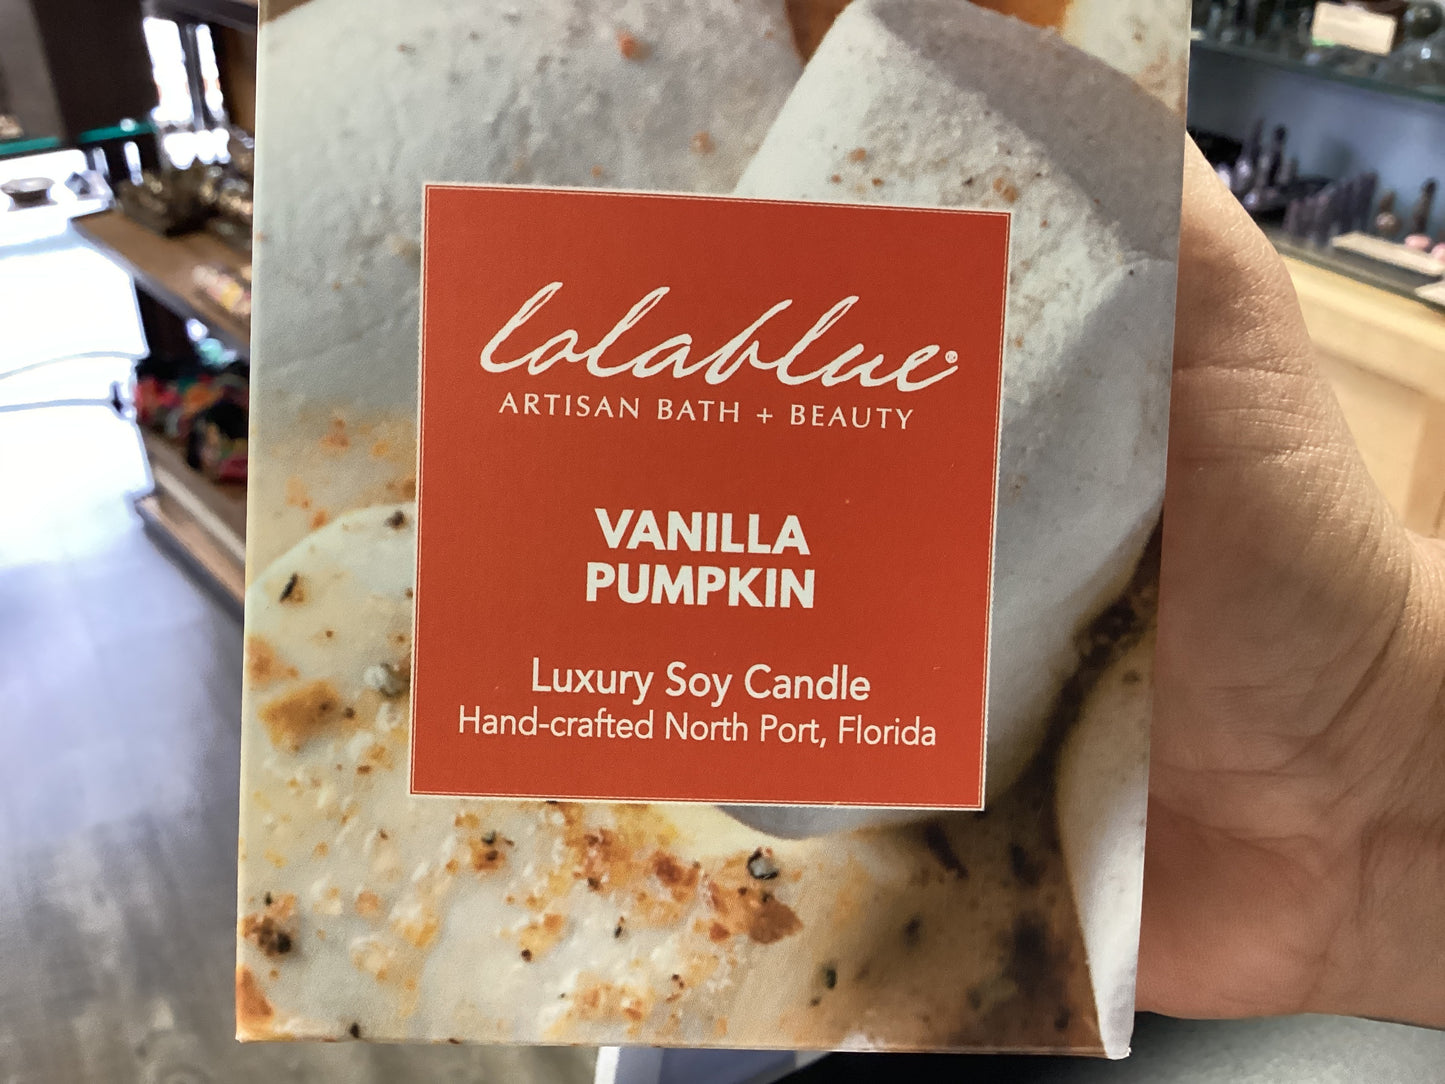 lolablue
ARTISAN BATH + BEAUTY
VANILLA
PUMPKIN
Luxury Soy Candle
Hand-crafted North Port, Florida